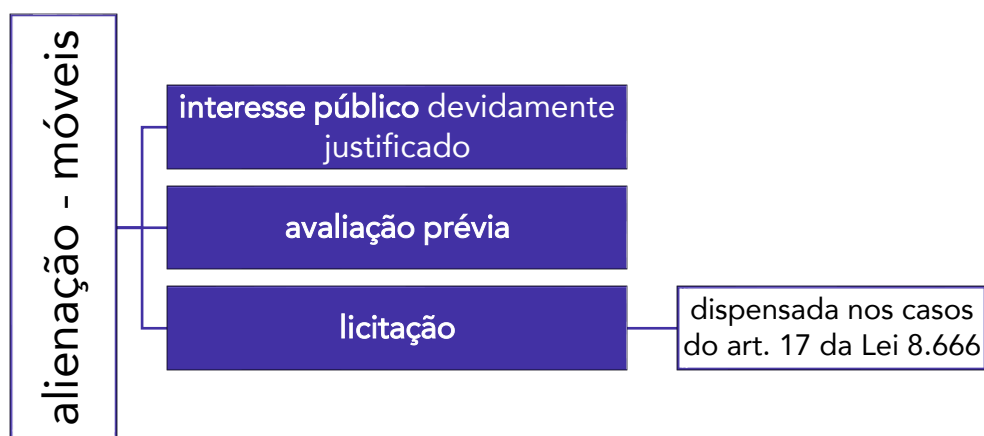 alienação - móveis
interesse público devidamente
justificado
avaliação prévia
licitação
dispensada nos casos
do art. 17 da Lei 8.666